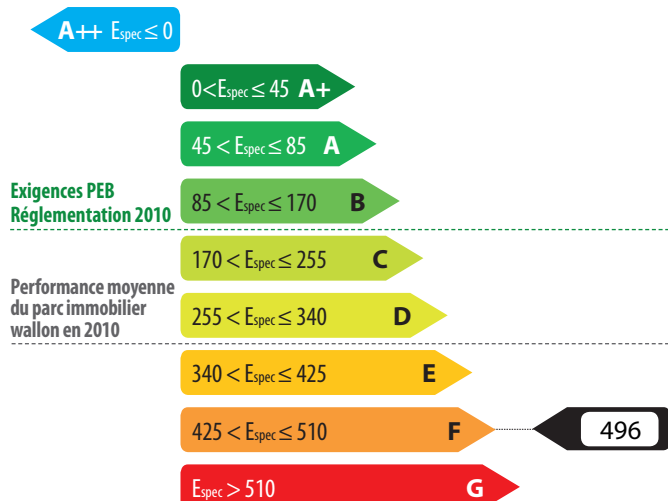 A++ Espec ≤ 0
0<Espec ≤ 45 A+
45 < Espec ≤ 85 A
Exigences PEB
Réglementation 2010
85 < Espec ≤ 170 B
170 < Espec ≤ 255 C
Performance moyenne
du parc immobilier
wallon en 2010
255 < Espec ≤ 340 D
340 < Espec ≤ 425 E
425 < Espec ≤ 510 F
496
Espec > 510 G